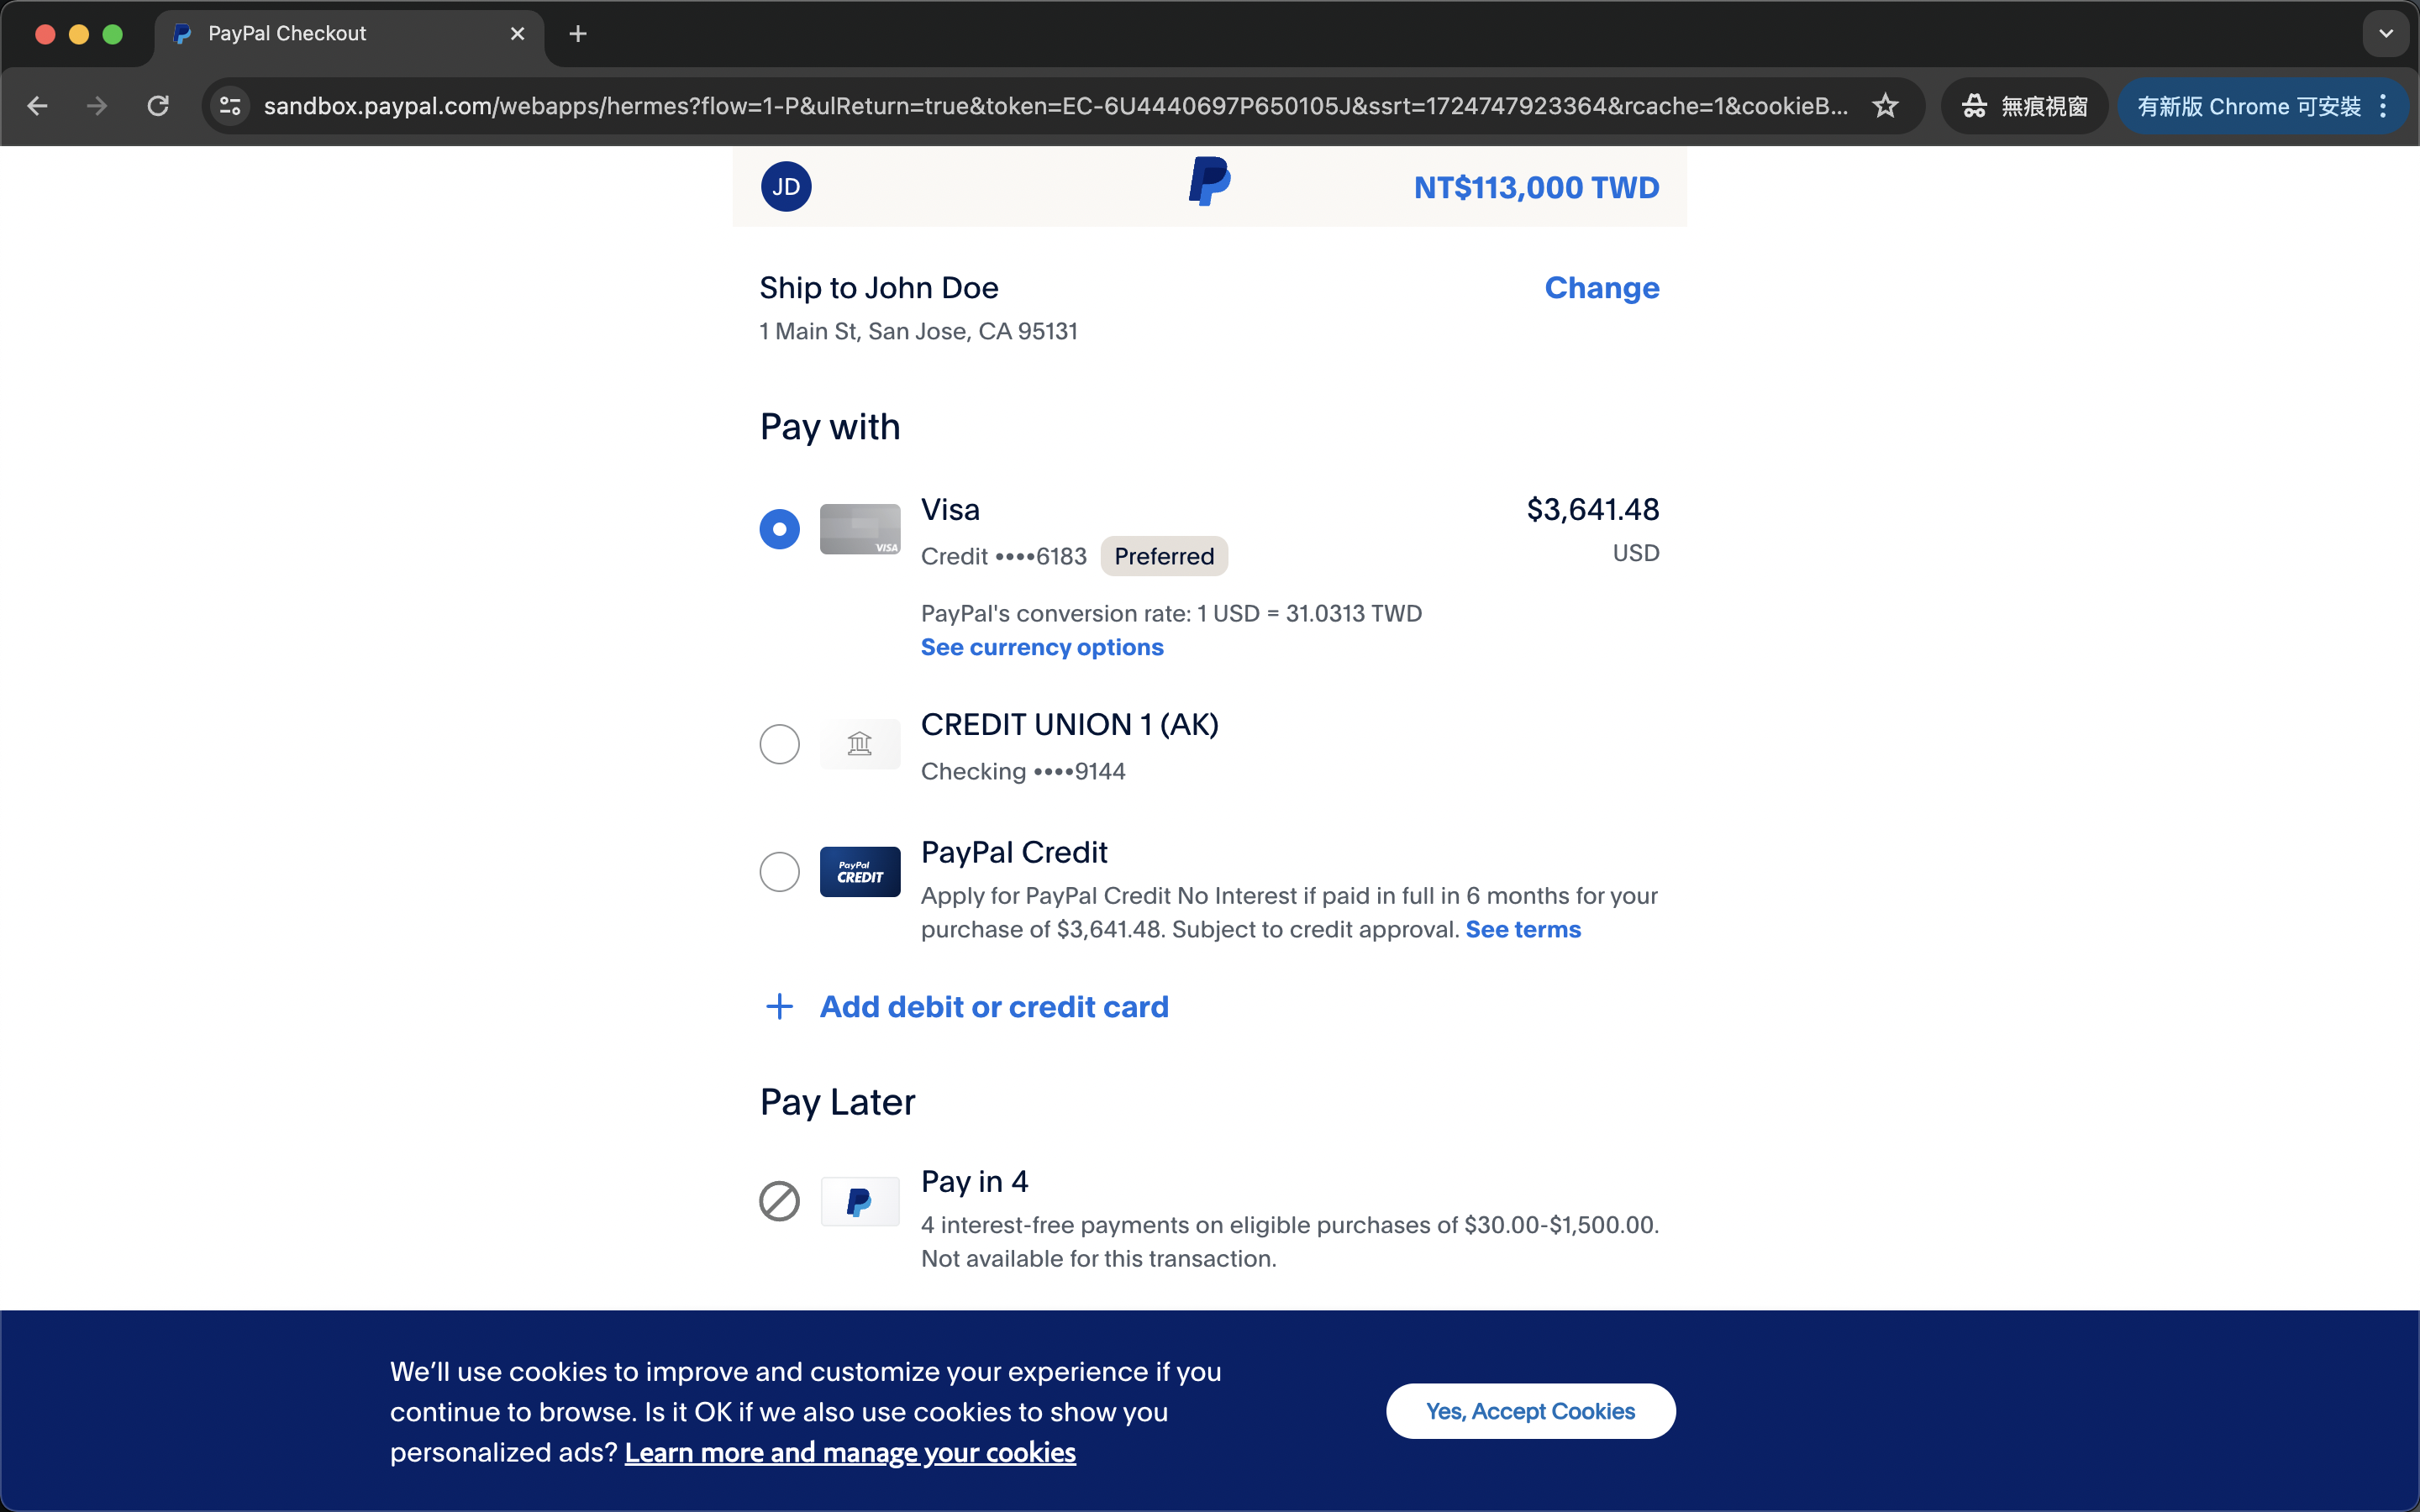 PayPal Checkout
sandbox.paypal.com/webapps/hermes?flow=1-P&ulReturn=true&token=EC-6U4440697P650105J&ssrt=1724747923364&rcache=1&cookieB...
無痕視窗
有新版 Chrome 可安裝
JD
NT$113,000 TWD
Ship to John Doe
Change
1 Main St, San Jose, CA 95131
Pay with
Visa
$3,641.48
VISA
Credit ••••6183
Preferred
USD
PayPal's conversion rate: 1 USD = 31.0313 TWD
See currency options
CREDIT UNION 1 (AK)
Checking ••••9144
PayPal Credit
PayPal
CREDIT
Apply for PayPal Credit No Interest if paid in full in 6 months for your
purchase of $3,641.48. Subject to credit approval. See terms
Add debit or credit card
Pay Later
Pay in 4
4 interest-free payments on eligible purchases of $30.00-$1,500.00.
Not available for this transaction.
We’ll use cookies to improve and customize your experience if you
continue to browse. Is it OK if we also use cookies to show you
personalized ads? Learn more and manage your cookies
Yes, Accept Cookies